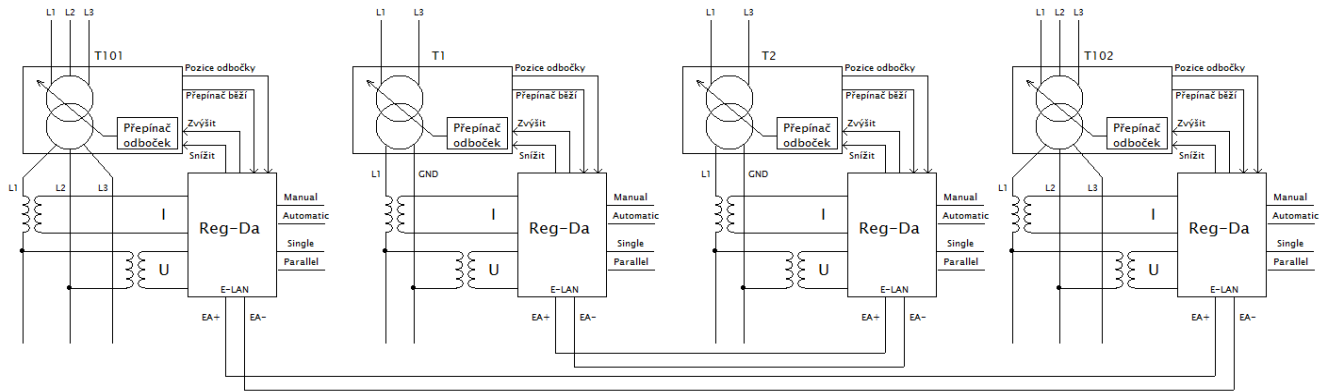 L1 L2 L3
T101
Pozice odbočky
Přepínač běží
Zvýšit
Přepínač
odboček
Snížit
L1 L2 L3
Manual
I
Automatic
Reg-Da
Single
U
Parallel
E-LAN
EA+ EA-
L1 L3
T1
Pozice odbočky
Přepínač běží
Zvýšit
Přepínač
odboček
Snížit
L1 GND
Manual
I
Automatic
Reg-Da
Single
U
Parallel
E-LAN
EA+ EA-
L1 L3
T2
Pozice odbočky
Přepínač běží
Zvýšit
Přepínač
odboček
Snížit
L1 GND
Manual
I
Automatic
Reg-Da
Single
U
Parallel
E-LAN
EA+ EA-
L1 L2 L3
T102
Pozice odbočky
Přepínač běží
Zvýšit
Přepínač
odboček
Snížit
L1 L2 L3
Manual
I
Automatic
Reg-Da
Single
U
Parallel
E-LAN
EA+ EA-